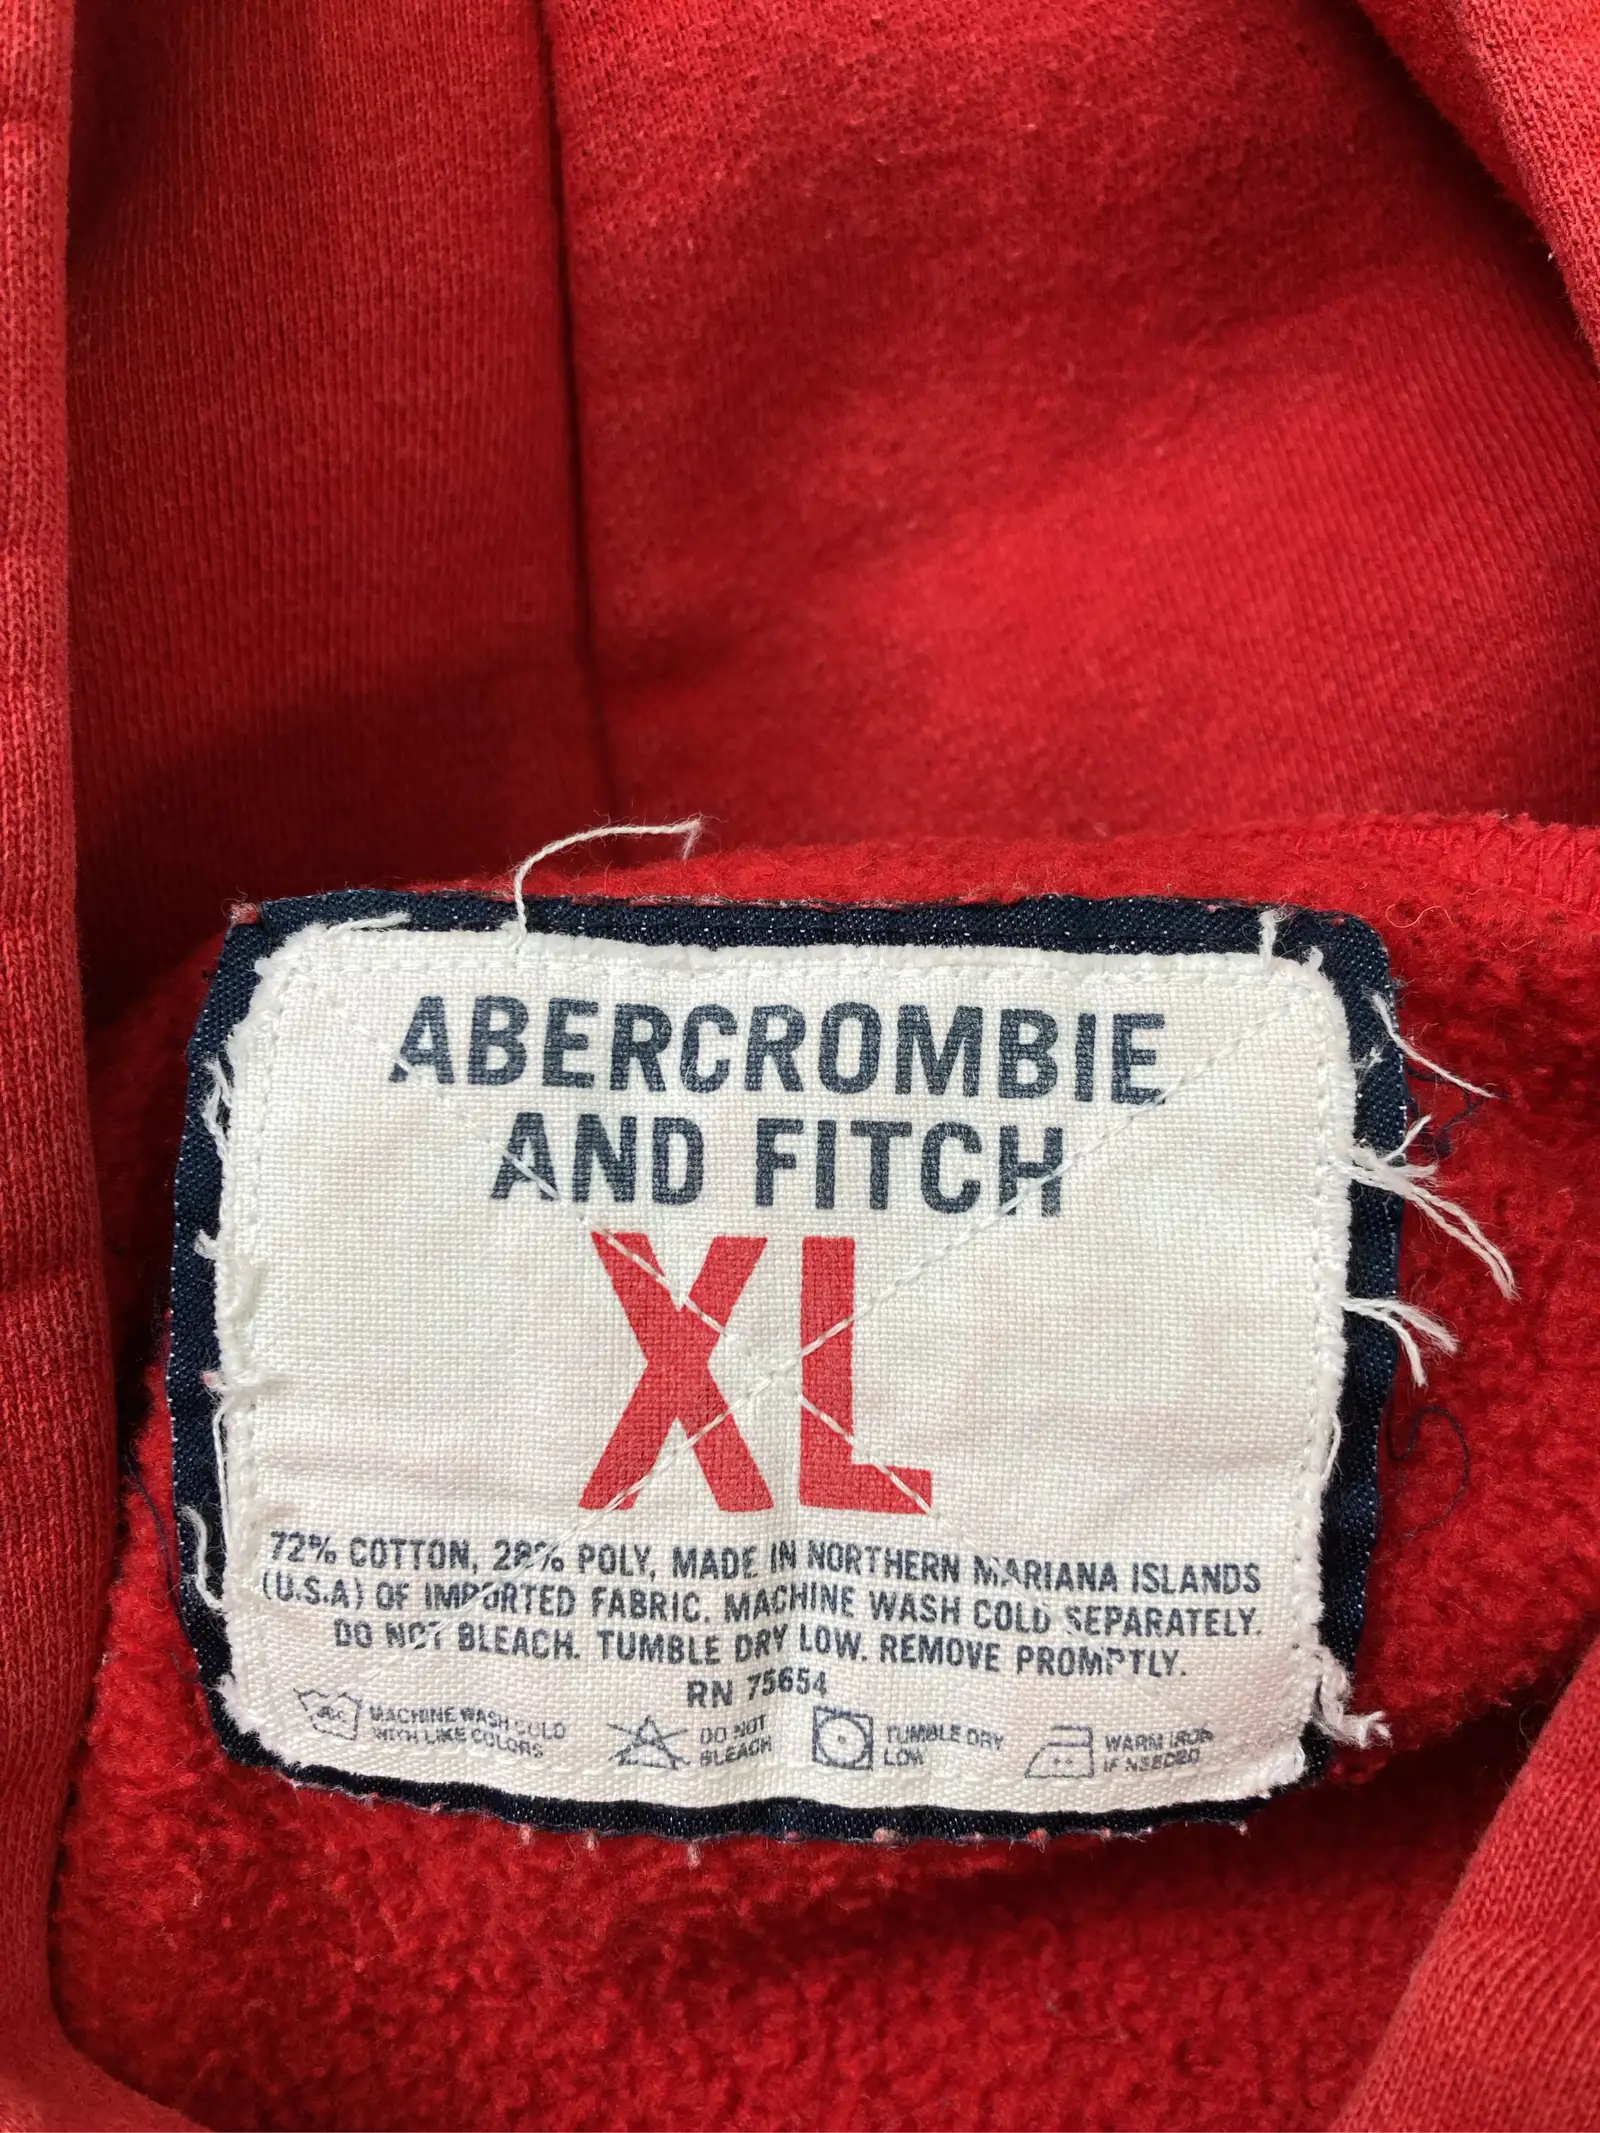 ABERCROMBIE
AND FITCH
XL
72% COTTON, 28% POLY, MADE IN NORTHERN MARIANA ISLANDS
(U.S.A) OF IMPORTED FABRIC. MACHINE WASH COLD SEPARATELY.
DO NOT BLEACH. TUMBLE DRY LOW. REMOVE PROMPTLY.
RN 75654
MACHINE WASH COLD
WITH LIKE COLORS
DO NOT
BLEACH
TUMBLE DRY
LOW
WARM IRON
IF NEEDED